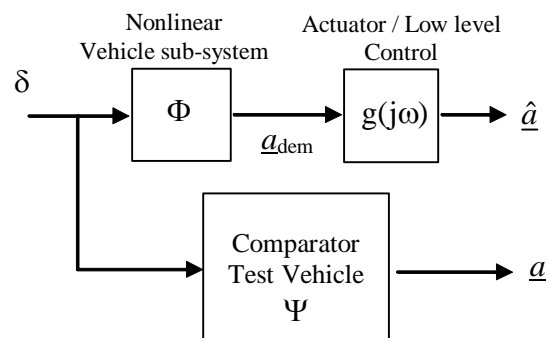 Nonlinear
Vehicle sub-system
Actuator / Low level
Control
δ
Φ
a_dem
g(jω)
â
Comparator
Test Vehicle
Ψ
a